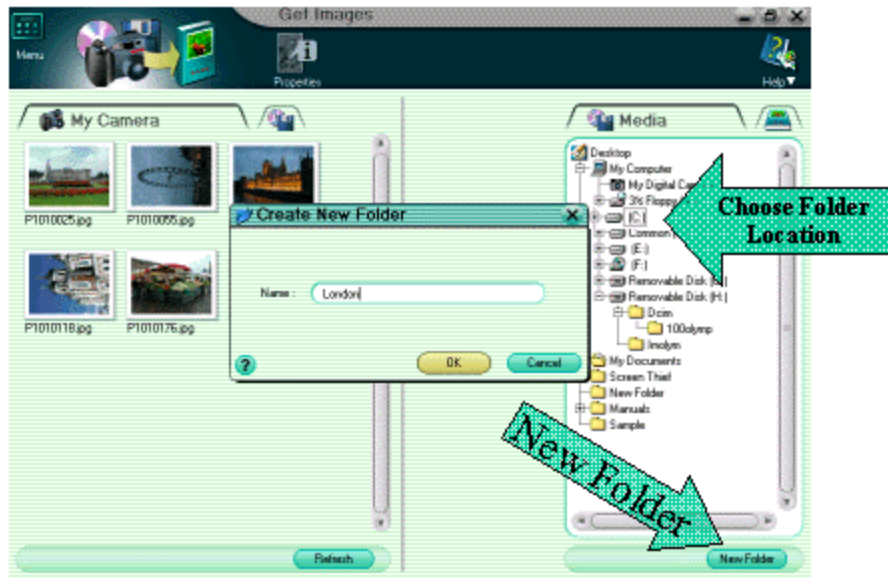 Get Images
Menu
Properties
Help
My Camera
Media
P1010025.jpg
P1010055.jpg
P1010118.jpg
P1010176.jpg
Create New Folder
Name :
London
?
OK
Cancel
Desktop
My Computer
My Digital
3½ Floppy
(C:)
Common
(E:)
(F:)
Removable Disk
Removable Disk (H:)
Dcim
100olymp
Imolym
My Documents
Screen Thief
New Folder
Manuals
Sample
Choose Folder
Location
New Folder
Refresh
New Folder